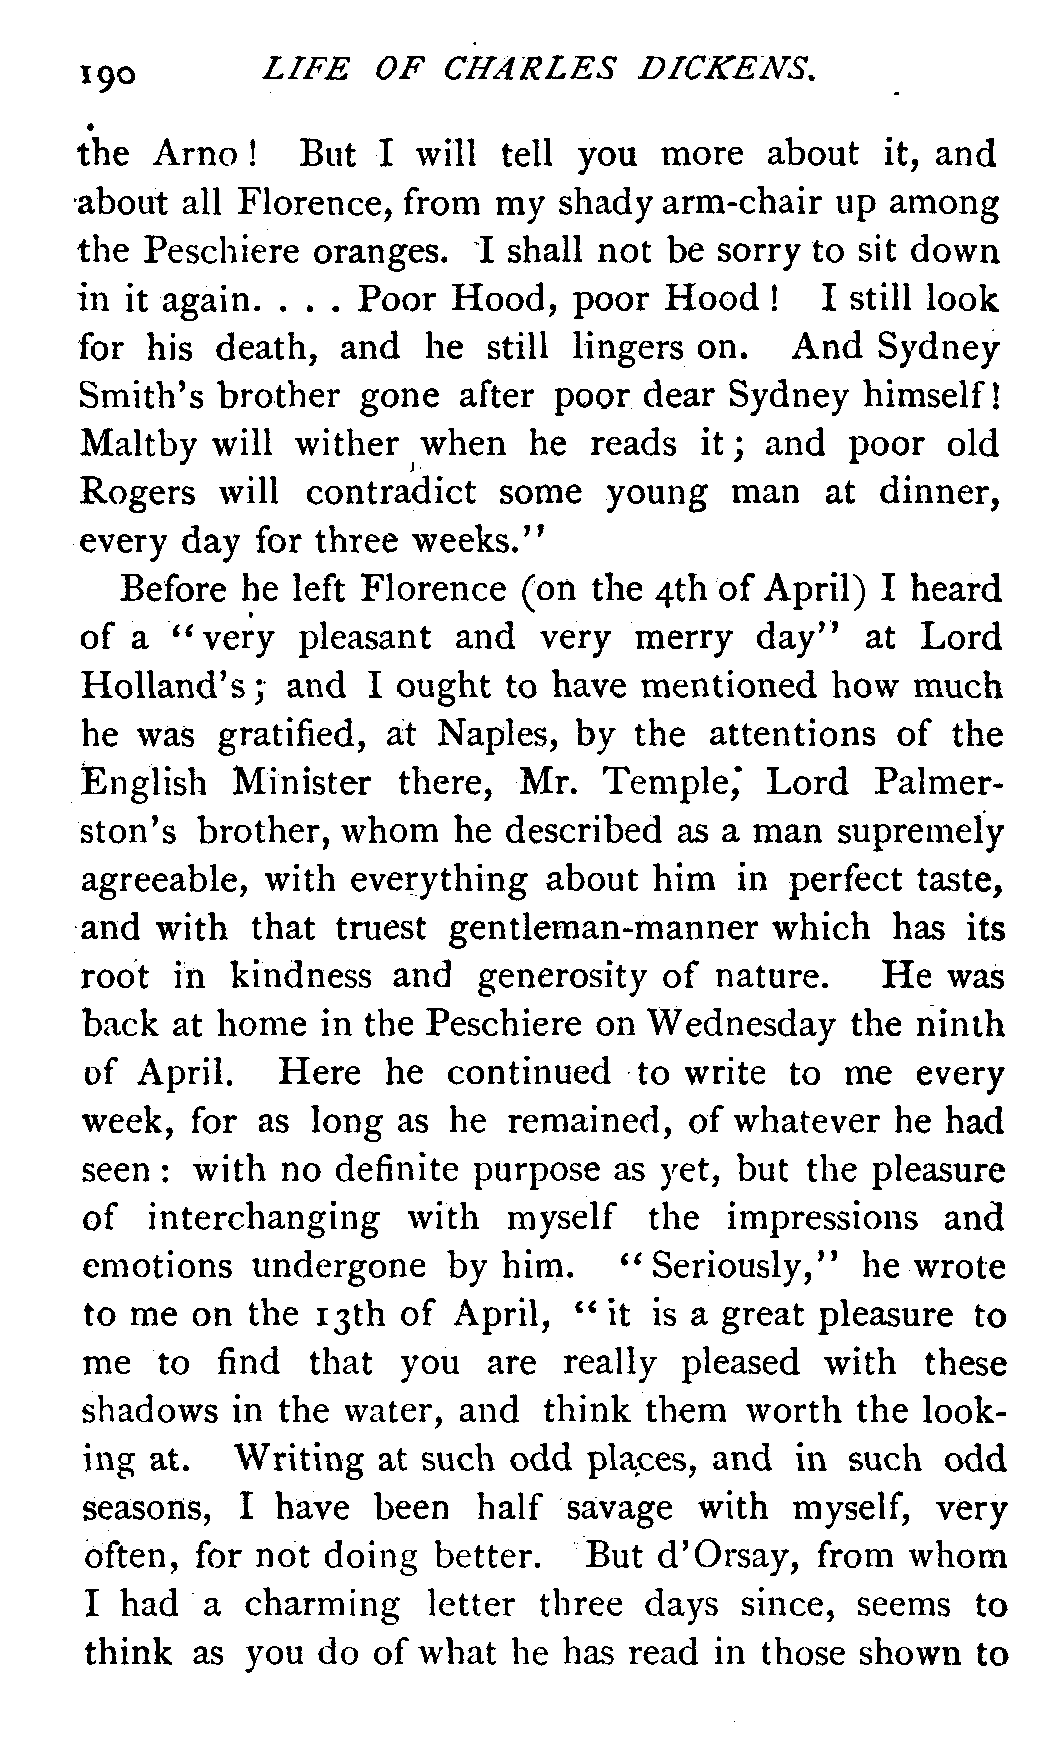 190 LIFE OF CHARLES DICKENS.
the Arno! But I will tell you more about it, and
about all Florence, from my shady arm-chair up among
the Peschiere oranges. I shall not be sorry to sit down
in it again. . . . Poor Hood, poor Hood! I still look
for his death, and he still lingers on. And Sydney
Smith's brother gone after poor dear Sydney himself!
Maltby will wither when he reads it; and poor old
Rogers will contradict some young man at dinner,
every day for three weeks."
Before he left Florence (on the 4th of April) I heard
of a "very pleasant and very merry day" at Lord
Holland's; and I ought to have mentioned how much
he was gratified, at Naples, by the attentions of the
English Minister there, Mr. Temple, Lord Palmer-
ston's brother, whom he described as a man supremely
agreeable, with everything about him in perfect taste,
and with that truest gentleman-manner which has its
root in kindness and generosity of nature. He was
back at home in the Peschiere on Wednesday the ninth
of April. Here he continued to write to me every
week, for as long as he remained, of whatever he had
seen: with no definite purpose as yet, but the pleasure
of interchanging with myself the impressions and
emotions undergone by him. "Seriously," he wrote
to me on the 13th of April, "it is a great pleasure to
me to find that you are really pleased with these
shadows in the water, and think them worth the look-
ing at. Writing at such odd places, and in such odd
seasons, I have been half savage with myself, very
often, for not doing better. But d'Orsay, from whom
I had a charming letter three days since, seems to
think as you do of what he has read in those shown to